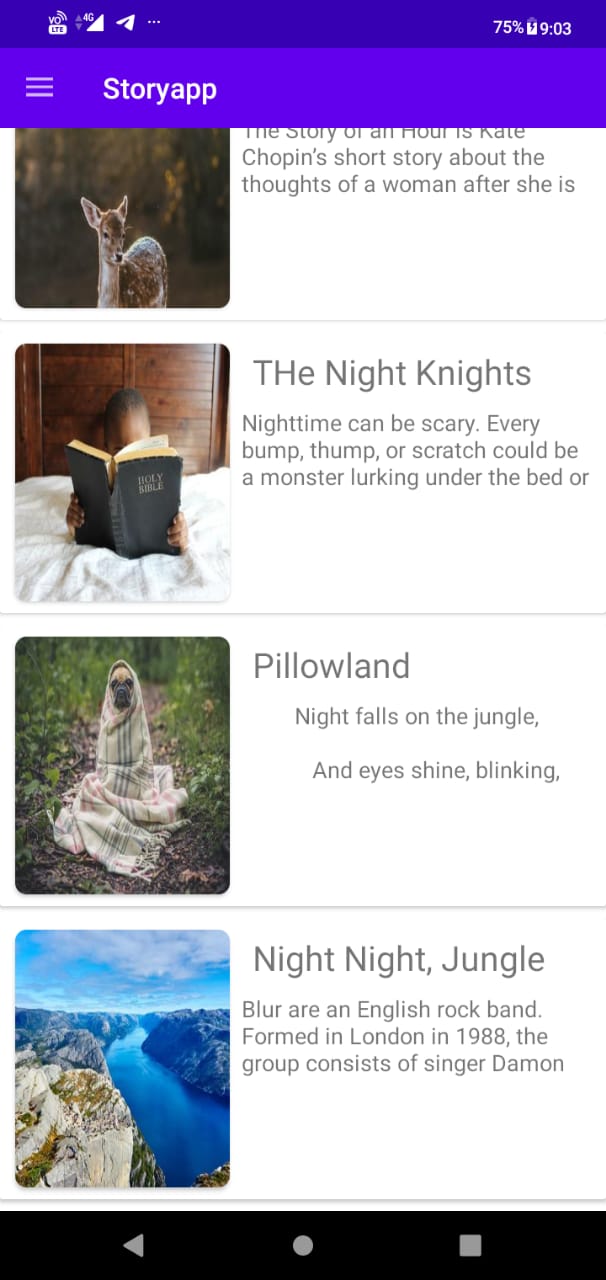 VO LTE 4G ... 75% 9:03
Storyapp
The Story of an Hour is Kate
Chopin’s short story about the
thoughts of a woman after she is
THe Night Knights
Nighttime can be scary. Every
bump, thump, or scratch could be
a monster lurking under the bed or
HOLY
BIBLE
Pillowland
Night falls on the jungle,
And eyes shine, blinking,
Night Night, Jungle
Blur are an English rock band.
Formed in London in 1988, the
group consists of singer Damon